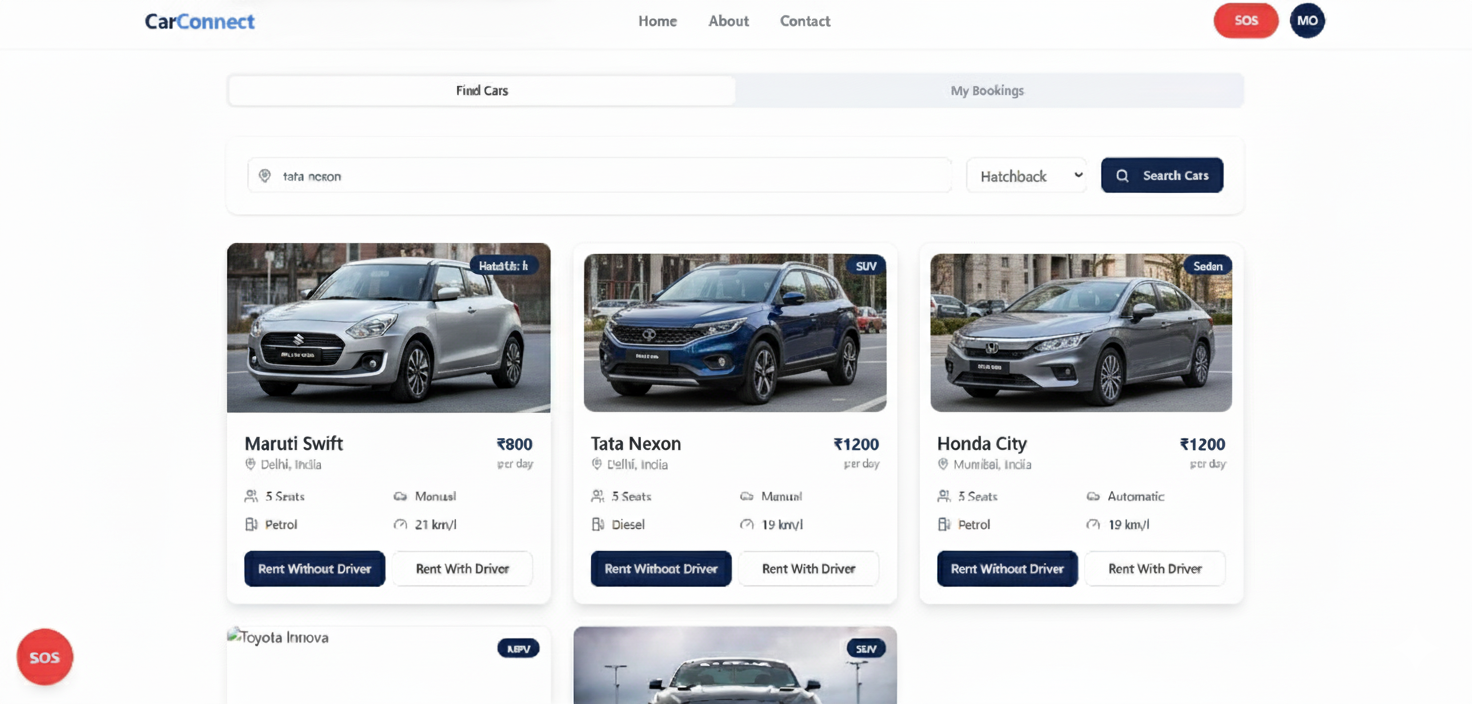 CarConnect Home About Contact SOS MO
Find Cars My Bookings
tata nexon Hatchback Search Cars
SUV Sedan
Maruti Swift ₹800 Tata Nexon ₹1200 Honda City ₹1200
Delhi, India per day Delhi, India per day Mumbai, India per day
5 Seats Manual 5 Seats Manual 5 Seats Automatic
Petrol 21 km/l Diesel 19 km/l Petrol 19 km/l
Rent Without Driver Rent With Driver Rent Without Driver Rent With Driver Rent Without Driver Rent With Driver
Toyota Innova MPV SUV
SOS